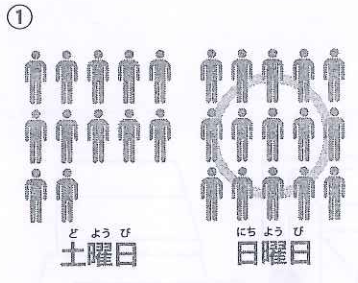 ①
ど よう び
土曜日
にち よう び
日曜日